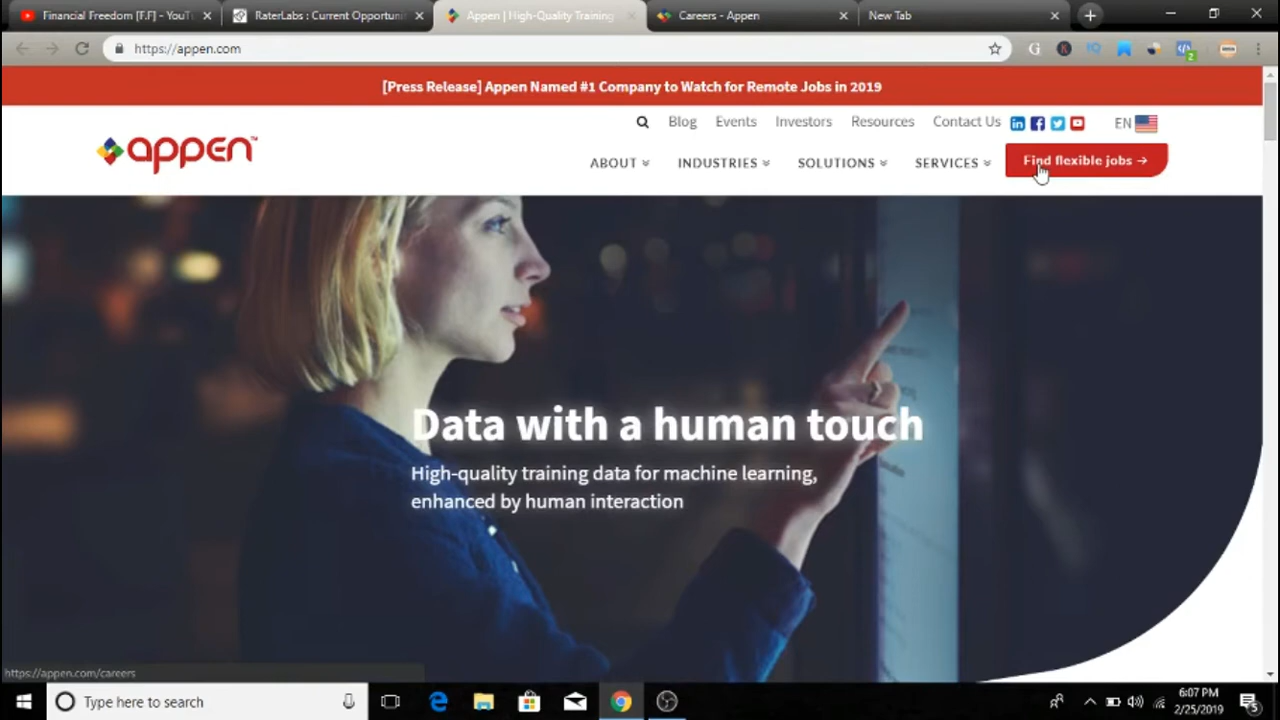 Financial Freedom [F.F] - YouT
RaterLabs : Current Opportuni
Appen | High-Quality Training
Careers - Appen
New Tab
https://appen.com
[Press Release] Appen Named #1 Company to Watch for Remote Jobs in 2019
Blog Events Investors Resources Contact Us EN
appen™
ABOUT INDUSTRIES SOLUTIONS SERVICES Find flexible jobs →
Data with a human touch
High-quality training data for machine learning,
enhanced by human interaction
https://appen.com/careers
Type here to search
6:07 PM
2/25/2019